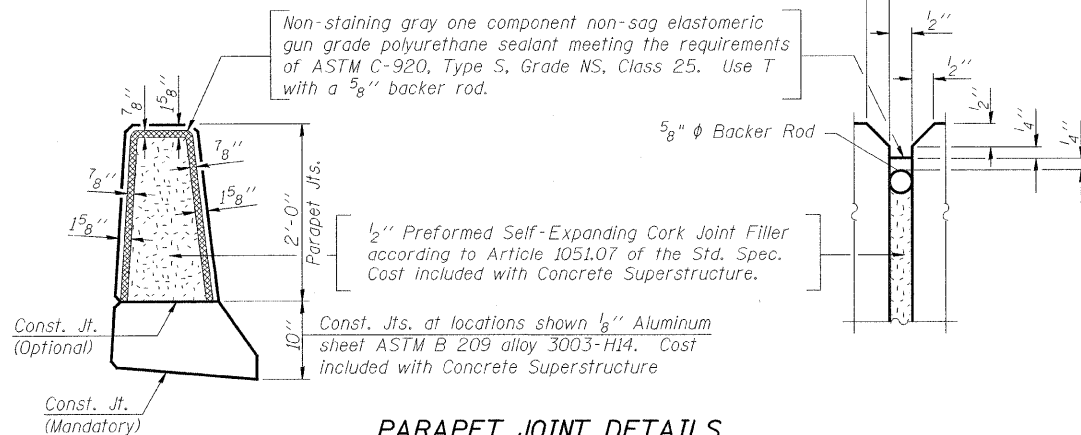 Non-staining gray one component non-sag elastomeric
gun grade polyurethane sealant meeting the requirements
of ASTM C-920, Type S, Grade NS, Class 25. Use T
with a 5/8" backer rod.
1/2"
1/2"
1/2"
1/4"
1/4"
5/8" ϕ Backer Rod
7/8"
1 5/8"
7/8"
7/8"
1 5/8"
1 5/8"
2'-0"
Parapet Jts.
1/2" Preformed Self-Expanding Cork Joint Filler
according to Article 1051.07 of the Std. Spec.
Cost included with Concrete Superstructure.
Const. Jt.
(Optional)
10"
Const. Jts. at locations shown 1/8" Aluminum
sheet ASTM B 209 alloy 3003-H14. Cost
included with Concrete Superstructure
Const. Jt.
(Mandatory)
PARAPET JOINT DETAILS